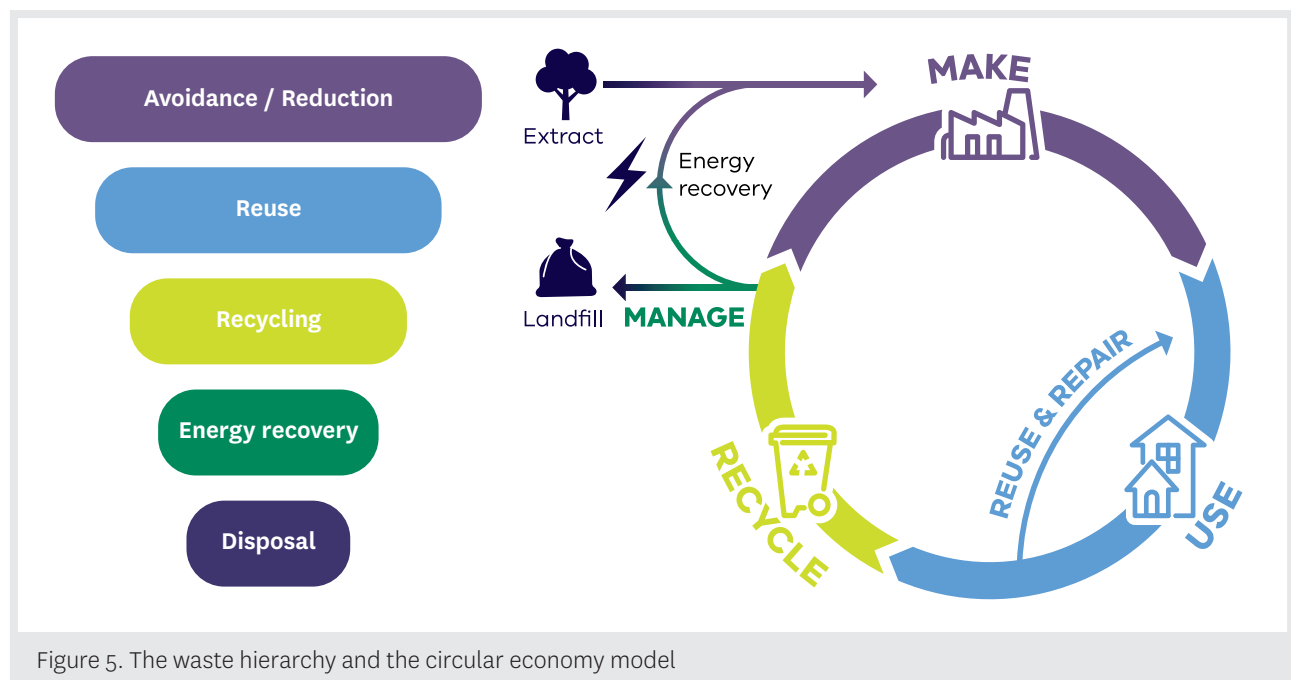 Avoidance / Reduction
Reuse
Recycling
Energy recovery
Disposal
Extract
Energy
recovery
Landfill
MANAGE
MAKE
REUSE & REPAIR
USE
RECYCLE
Figure 5. The waste hierarchy and the circular economy model